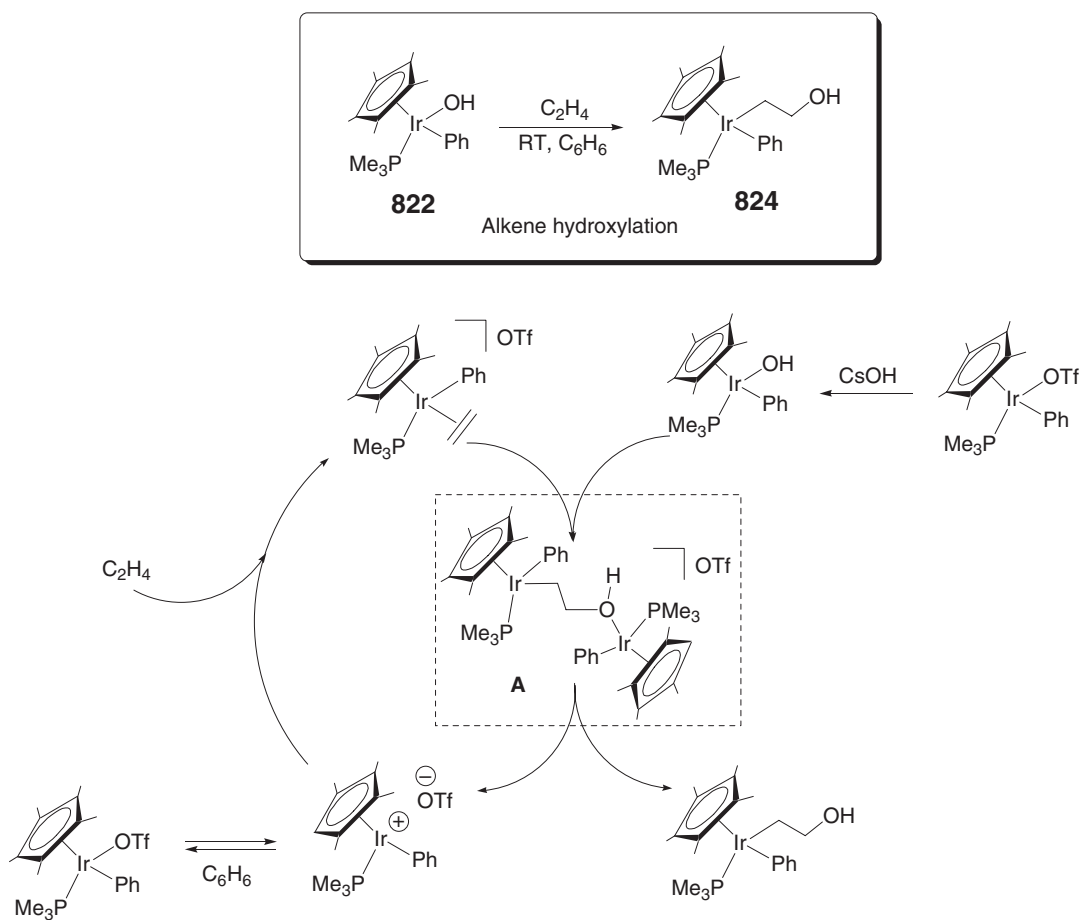 OH
Ir
Ph
Me₃P
822
C₂H₄
RT, C₆H₆
OH
Ir
Ph
Me₃P
824
Alkene hydroxylation
OTf
Ph
Ir
Me₃P
OH
Ir
Ph
Me₃P
CsOH
OTf
Ir
Ph
Me₃P
C₂H₄
Ph
Ir
Me₃P
H
O
OTf
PMe₃
Ir
Ph
A
OTf
Ir
Ph
Me₃P
C₆H₆
−
OTf
+
Ir
Ph
Me₃P
OH
Ir
Ph
Me₃P